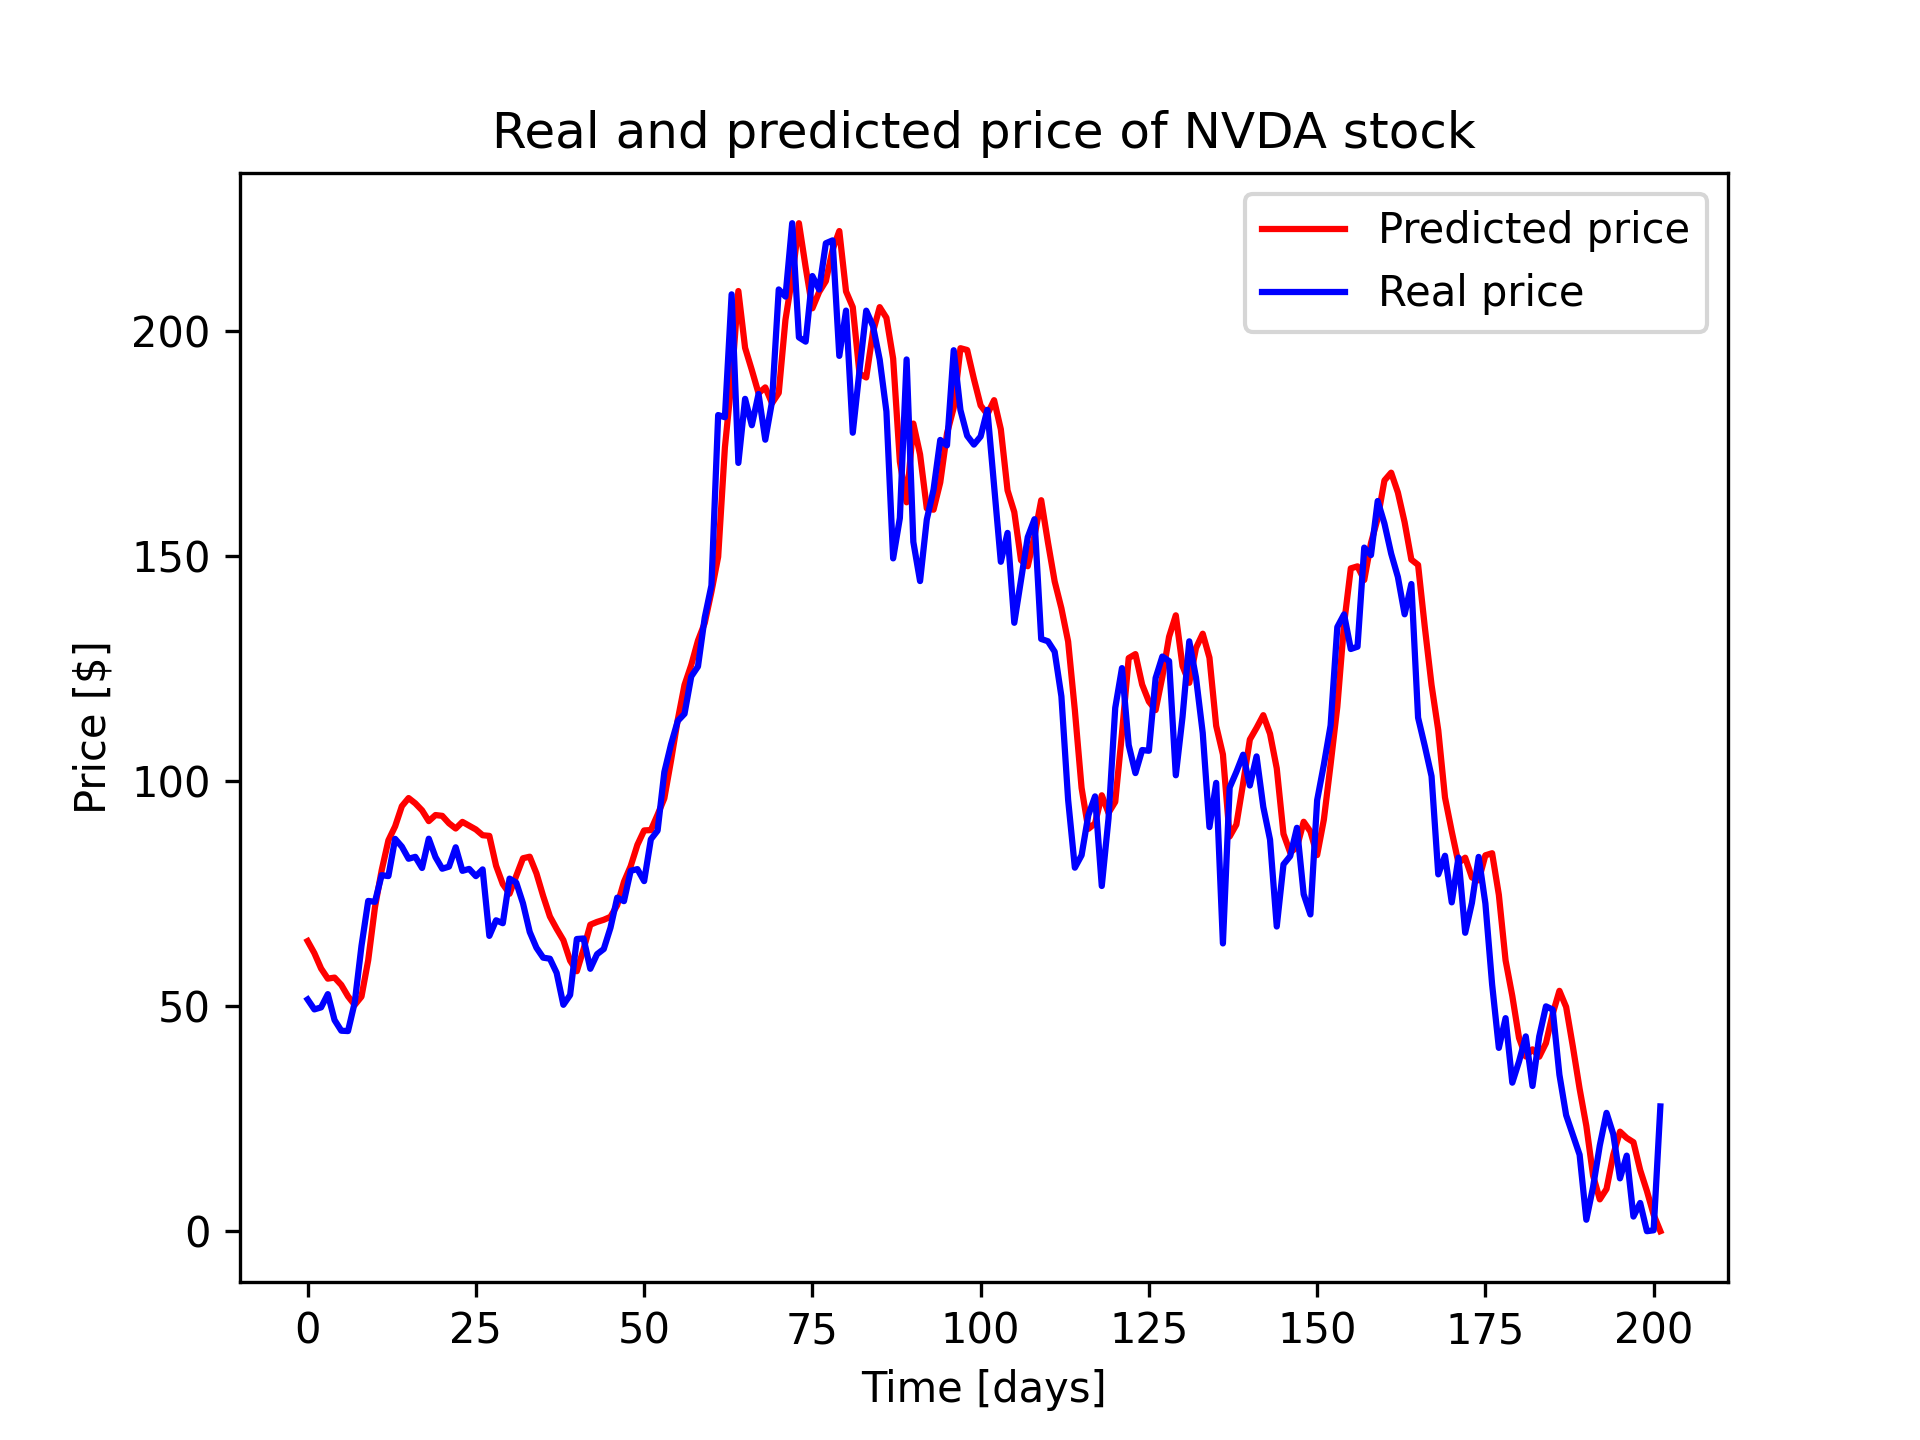 Real and predicted price of NVDA stock
Predicted price
Real price
200
150
100
50
0
Price [$]
0 25 50 75 100 125 150 175 200
Time [days]